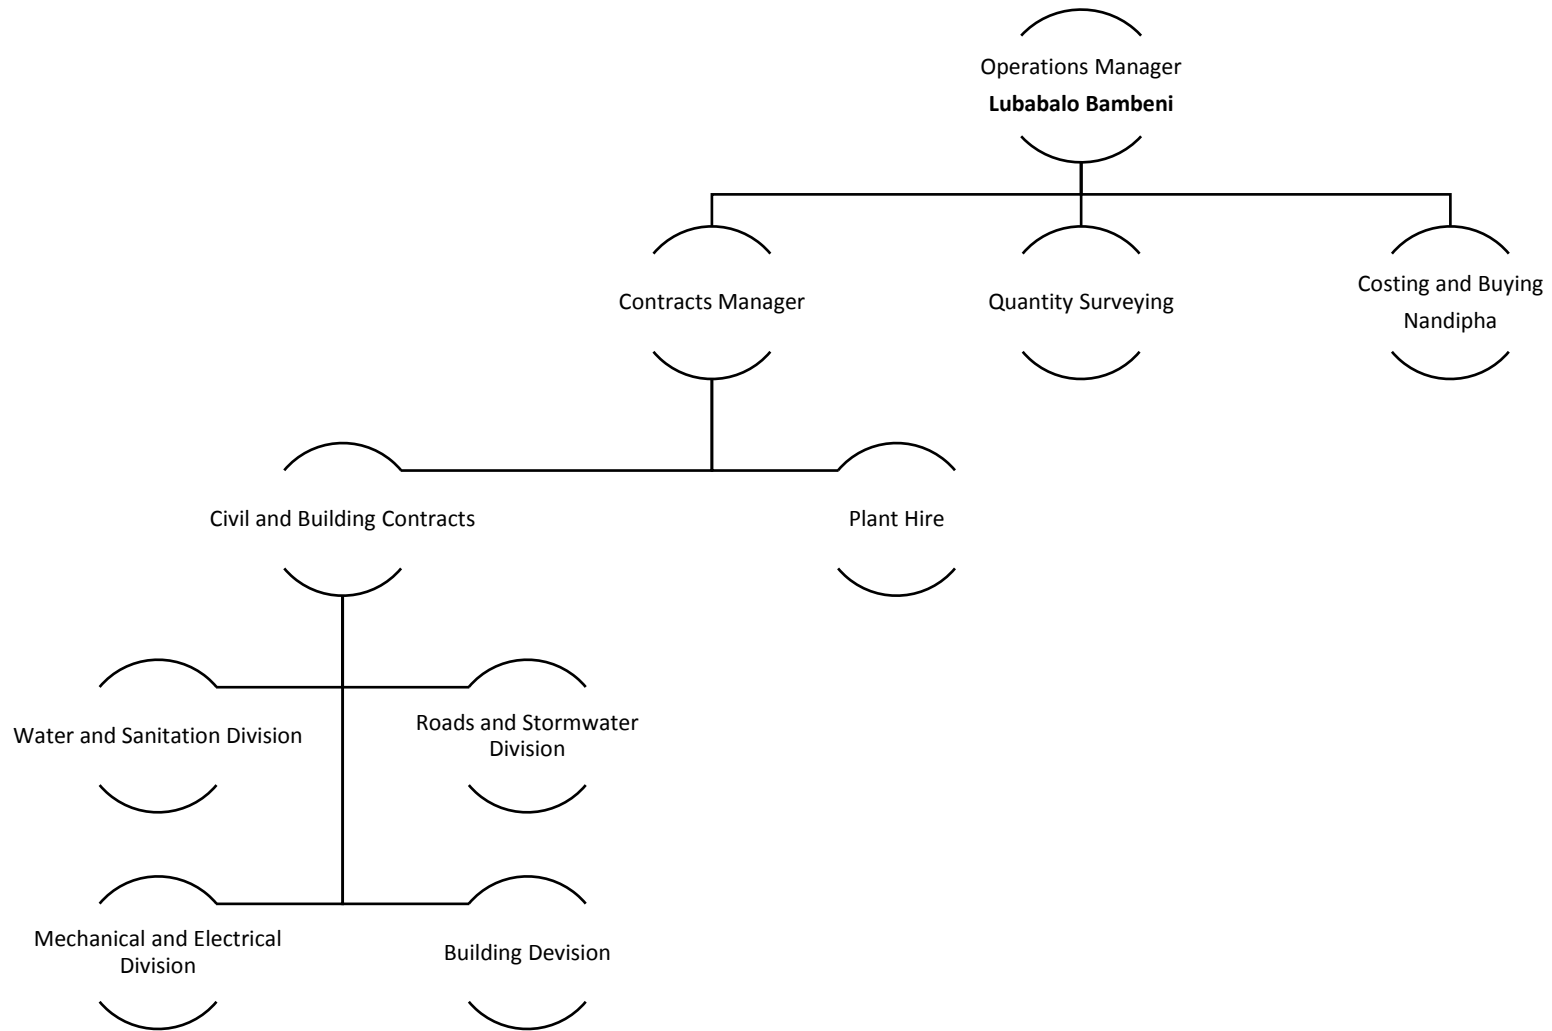 Operations Manager
Lubabalo Bambeni
Contracts Manager
Quantity Surveying
Costing and Buying
Nandipha
Civil and Building Contracts
Plant Hire
Water and Sanitation Division
Roads and Stormwater
Division
Mechanical and Electrical
Division
Building Devision